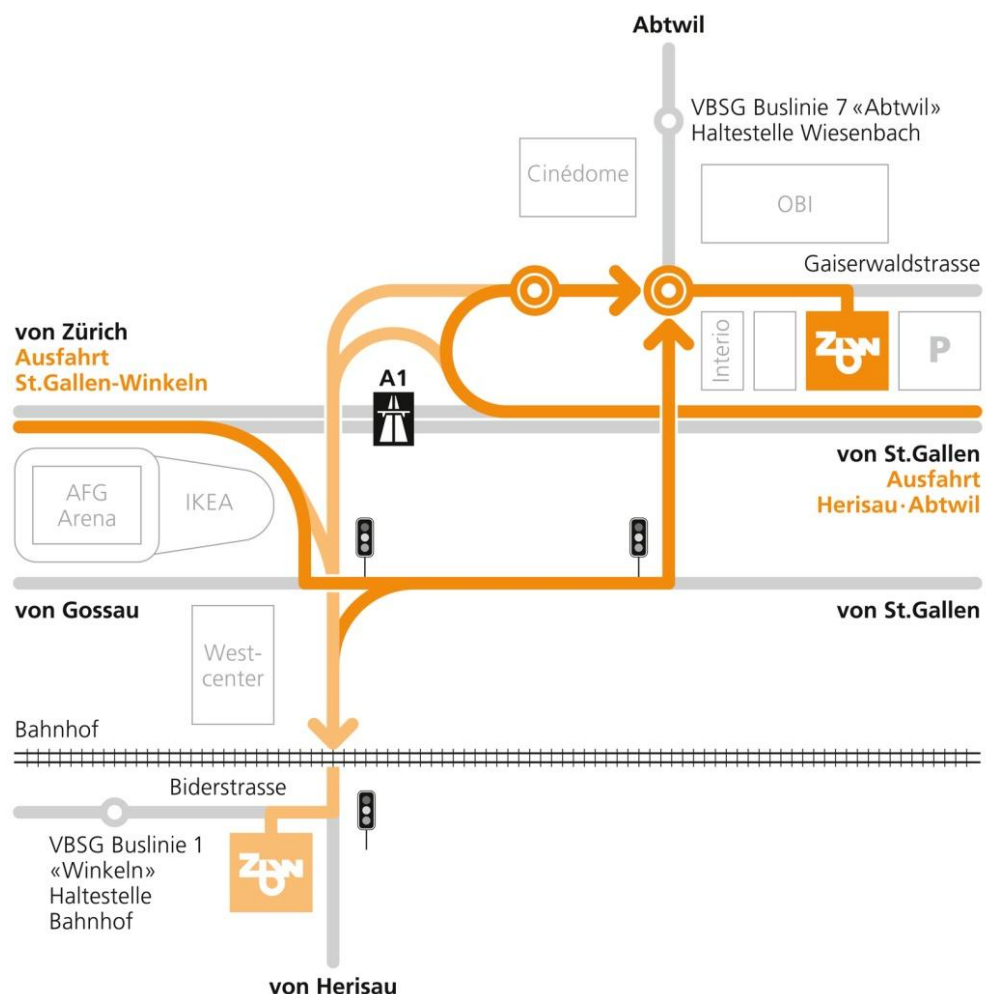 Abtwil
VBSG Buslinie 7 «Abtwil»
Haltestelle Wiesenbach
Cinédome
OBI
Gaiserwaldstrasse
von Zürich
Ausfahrt
St.Gallen-Winkeln
A1
Interio
P
von St.Gallen
Ausfahrt
Herisau·Abtwil
AFG
Arena
IKEA
von Gossau
von St.Gallen
West-
center
Bahnhof
Biderstrasse
VBSG Buslinie 1
«Winkeln»
Haltestelle
Bahnhof
von Herisau